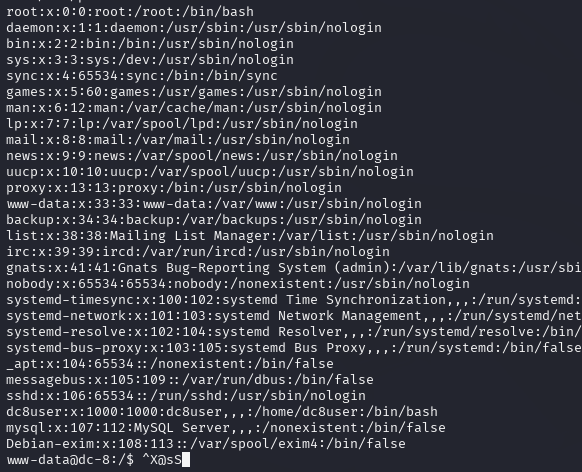 root:x:0:0:root:/root:/bin/bash
daemon:x:1:1:daemon:/usr/sbin:/usr/sbin/nologin
bin:x:2:2:bin:/bin:/usr/sbin/nologin
sys:x:3:3:sys:/dev:/usr/sbin/nologin
sync:x:4:65534:sync:/bin:/bin/sync
games:x:5:60:games:/usr/games:/usr/sbin/nologin
man:x:6:12:man:/var/cache/man:/usr/sbin/nologin
lp:x:7:7:lp:/var/spool/lpd:/usr/sbin/nologin
mail:x:8:8:mail:/var/mail:/usr/sbin/nologin
news:x:9:9:news:/var/spool/news:/usr/sbin/nologin
uucp:x:10:10:uucp:/var/spool/uucp:/usr/sbin/nologin
proxy:x:13:13:proxy:/bin:/usr/sbin/nologin
www-data:x:33:33:www-data:/var/www:/usr/sbin/nologin
backup:x:34:34:backup:/var/backups:/usr/sbin/nologin
list:x:38:38:Mailing List Manager:/var/list:/usr/sbin/nologin
irc:x:39:39:ircd:/var/run/ircd:/usr/sbin/nologin
gnats:x:41:41:Gnats Bug-Reporting System (admin):/var/lib/gnats:/usr/sbi
nobody:x:65534:65534:nobody:/nonexistent:/usr/sbin/nologin
systemd-timesync:x:100:102:systemd Time Synchronization,,,:/run/systemd:
systemd-network:x:101:103:systemd Network Management,,,:/run/systemd/net
systemd-resolve:x:102:104:systemd Resolver,,,:/run/systemd/resolve:/bin/
systemd-bus-proxy:x:103:105:systemd Bus Proxy,,,:/run/systemd:/bin/false
_apt:x:104:65534::/nonexistent:/bin/false
messagebus:x:105:109::/var/run/dbus:/bin/false
sshd:x:106:65534::/run/sshd:/usr/sbin/nologin
dc8user:x:1000:1000:dc8user,,,:/home/dc8user:/bin/bash
mysql:x:107:112:MySQL Server,,,:/nonexistent:/bin/false
Debian-exim:x:108:113::/var/spool/exim4:/bin/false
www-data@dc-8:/$ ^X@sS